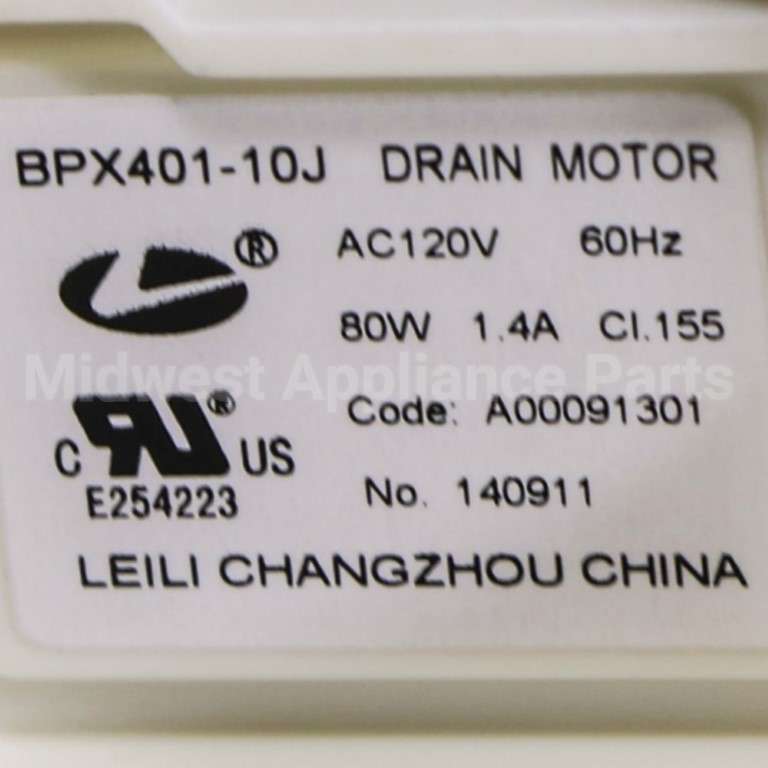 BPX401-10J DRAIN MOTOR
®
AC120V 60Hz
80W 1.4A Cl.155
Midwest Appliance Parts
Code: A00091301
C RU® US
E254223
No. 140911
LEILI CHANGZHOU CHINA